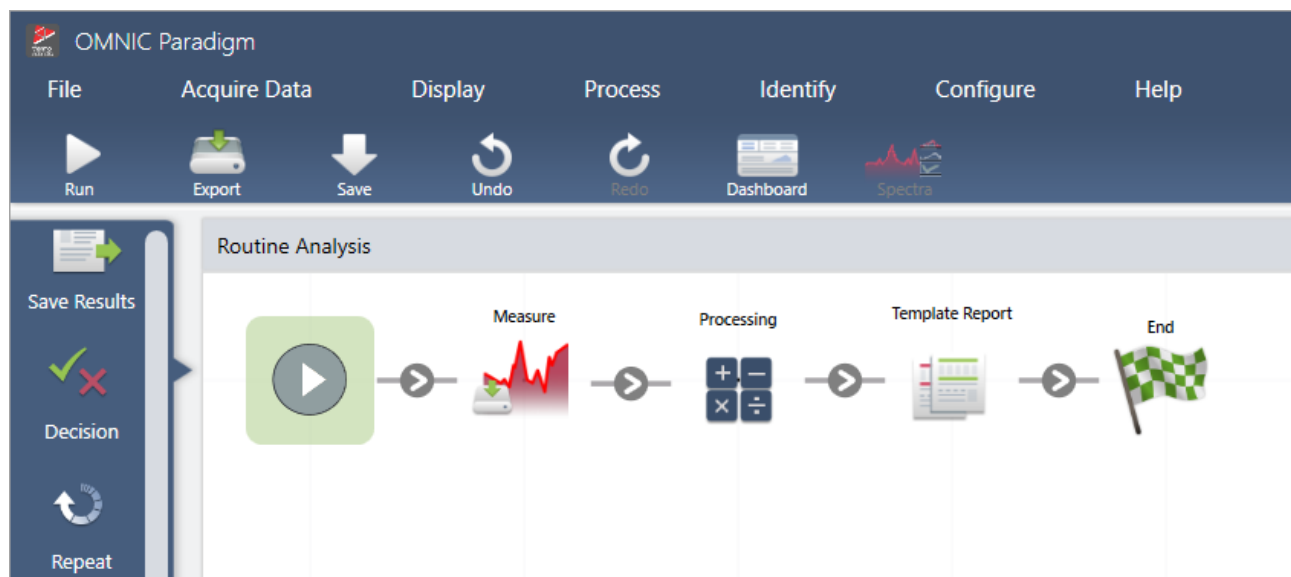 OMNIC Paradigm
File Acquire Data Display Process Identify Configure Help
Run Export Save Undo Redo Dashboard Spectra
Save Results
Decision
Repeat
Routine Analysis
Measure Processing Template Report End